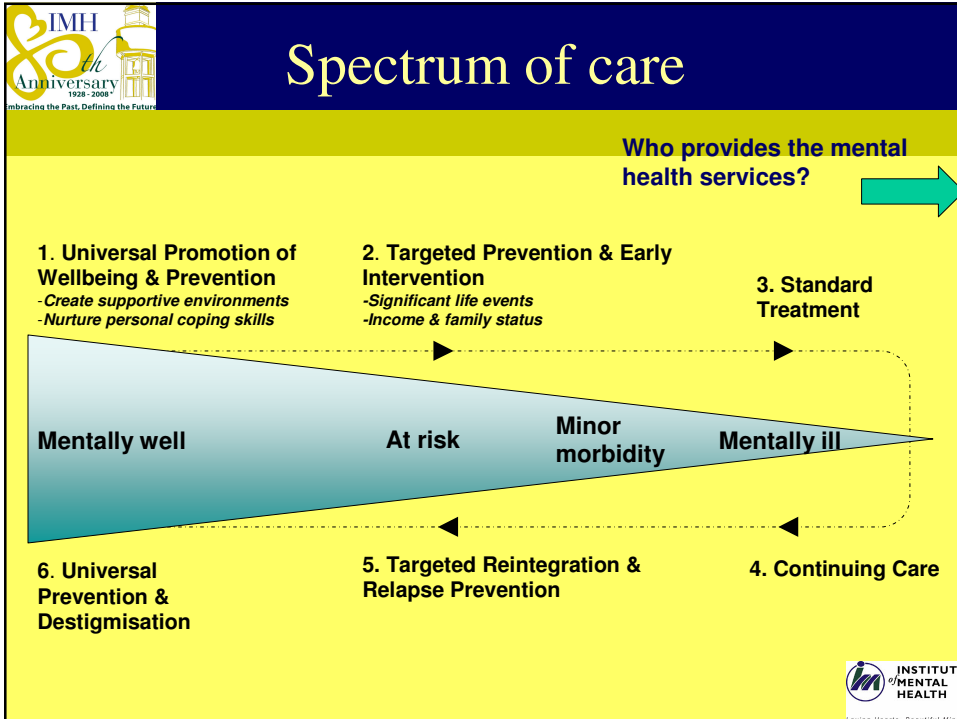 IMH
80th
Anniversary
1928 - 2008
Embracing the Past, Defining the Future
Spectrum of care
Who provides the mental
health services?
1. Universal Promotion of
Wellbeing & Prevention
-Create supportive environments
-Nurture personal coping skills
2. Targeted Prevention & Early
Intervention
-Significant life events
-Income & family status
3. Standard
Treatment
Mentally well
At risk
Minor
morbidity
Mentally ill
6. Universal
Prevention &
Destigmisation
5. Targeted Reintegration &
Relapse Prevention
4. Continuing Care
INSTITUT
of MENTAL
HEALTH